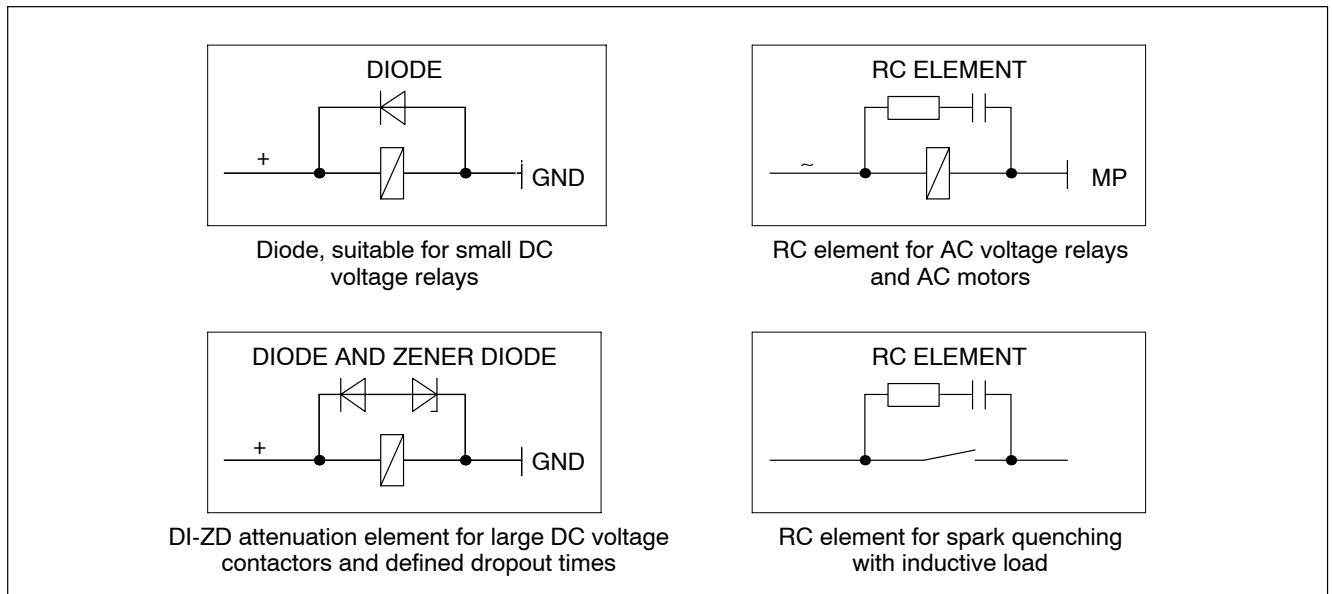 DIODE
+
GND
Diode, suitable for small DC
voltage relays
RC ELEMENT
~
MP
RC element for AC voltage relays
and AC motors
DIODE AND ZENER DIODE
+
GND
DI-ZD attenuation element for large DC voltage
contactors and defined dropout times
RC ELEMENT
RC element for spark quenching
with inductive load